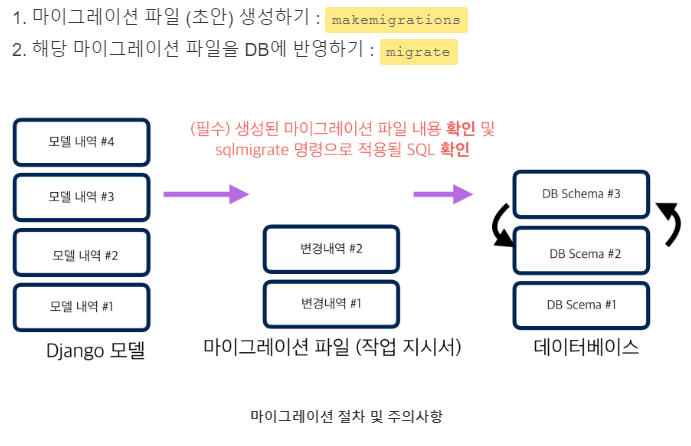 1. 마이그레이션 파일 (초안) 생성하기 : makemigrations
2. 해당 마이그레이션 파일을 DB에 반영하기 : migrate
(필수) 생성된 마이그레이션 파일 내용 확인 및
sqlmigrate 명령으로 적용될 SQL 확인
모델 내역 #4
모델 내역 #3
모델 내역 #2
모델 내역 #1
Django 모델
변경내역 #2
변경내역 #1
마이그레이션 파일 (작업 지시서)
DB Schema #3
DB Scema #2
DB Scema #1
데이터베이스
마이그레이션 절차 및 주의사항